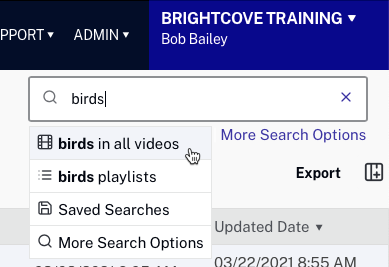 PPORT ▼ ADMIN ▼ BRIGHTCOVE TRAINING ▼
Bob Bailey
birds
birds in all videos
More Search Options
birds playlists
Export
Saved Searches
Updated Date ▼
More Search Options
03/22/2021 8:55 AM